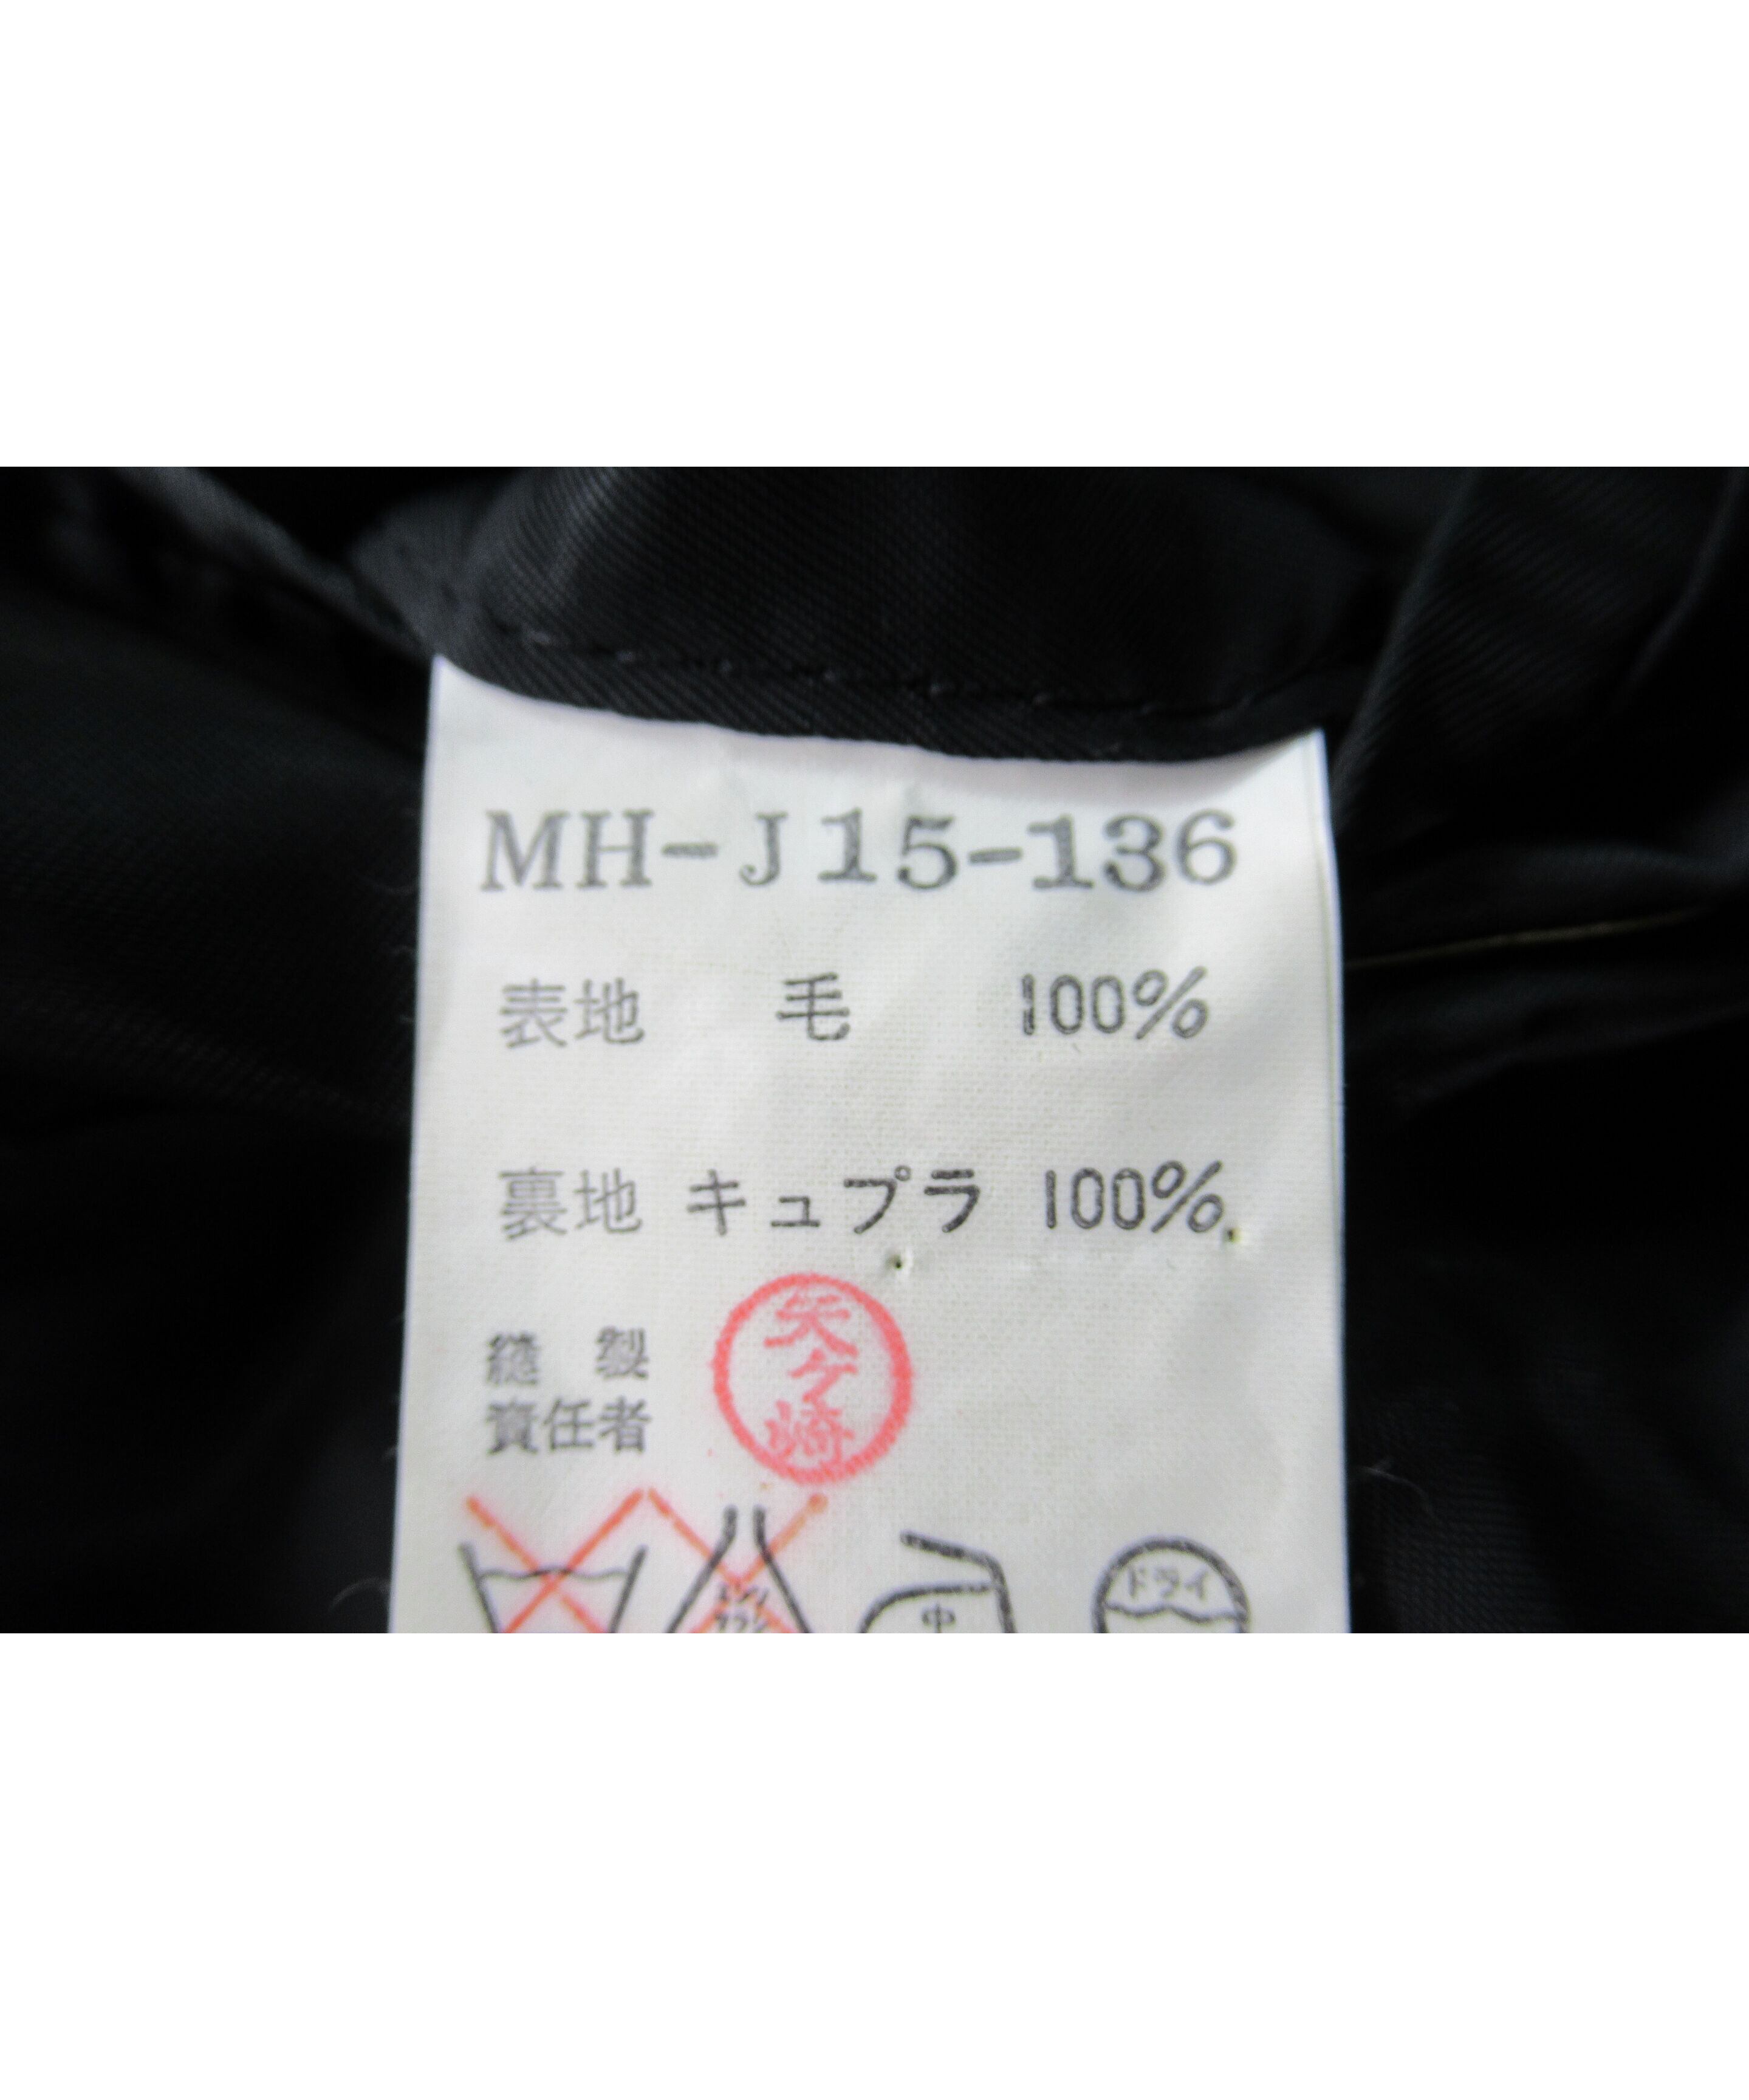 MH-J15-136
表地 毛 100%
裏地 キュプラ 100%
縫製
責任者
矢ケ崎
中
ドライ